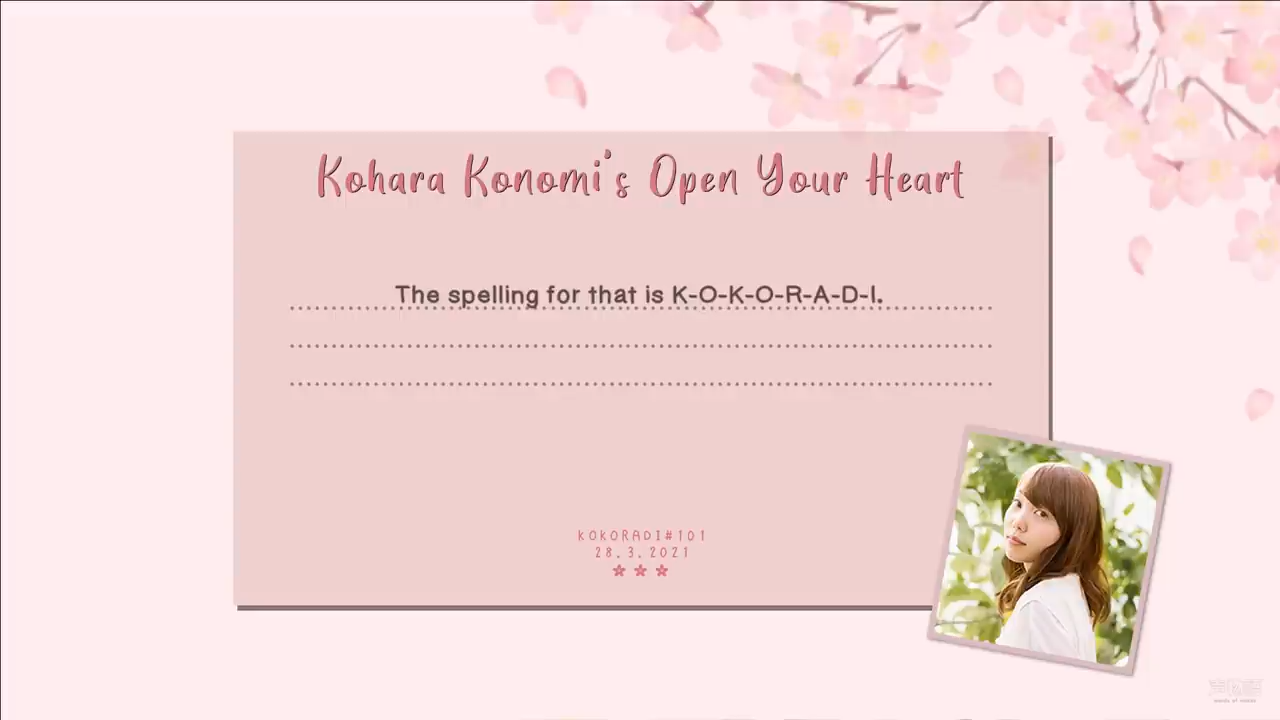 Kohara Konomi's Open Your Heart
The spelling for that is K-O-K-O-R-A-D-I.
KOKORADI#101
28.3.2021